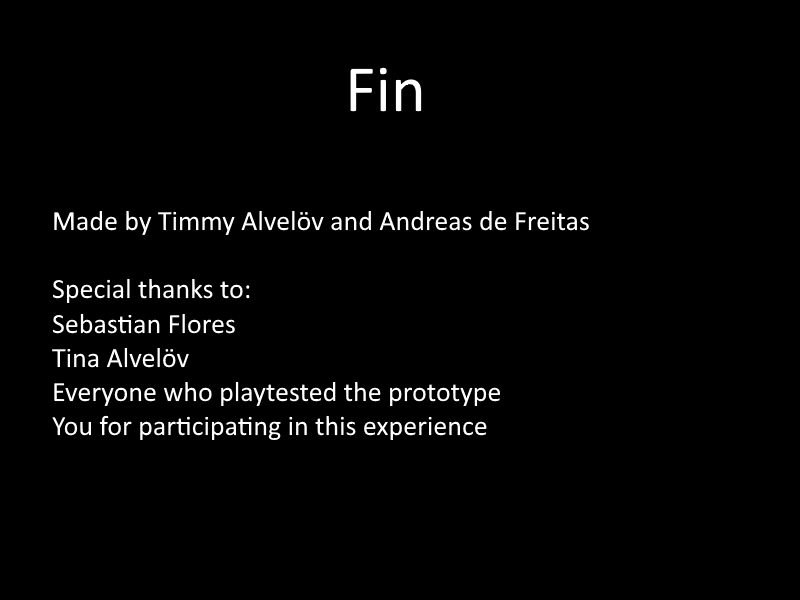 Fin
Made by Timmy Alvelöv and Andreas de Freitas
Special thanks to:
Sebastian Flores
Tina Alvelöv
Everyone who playtested the prototype
You for participating in this experience